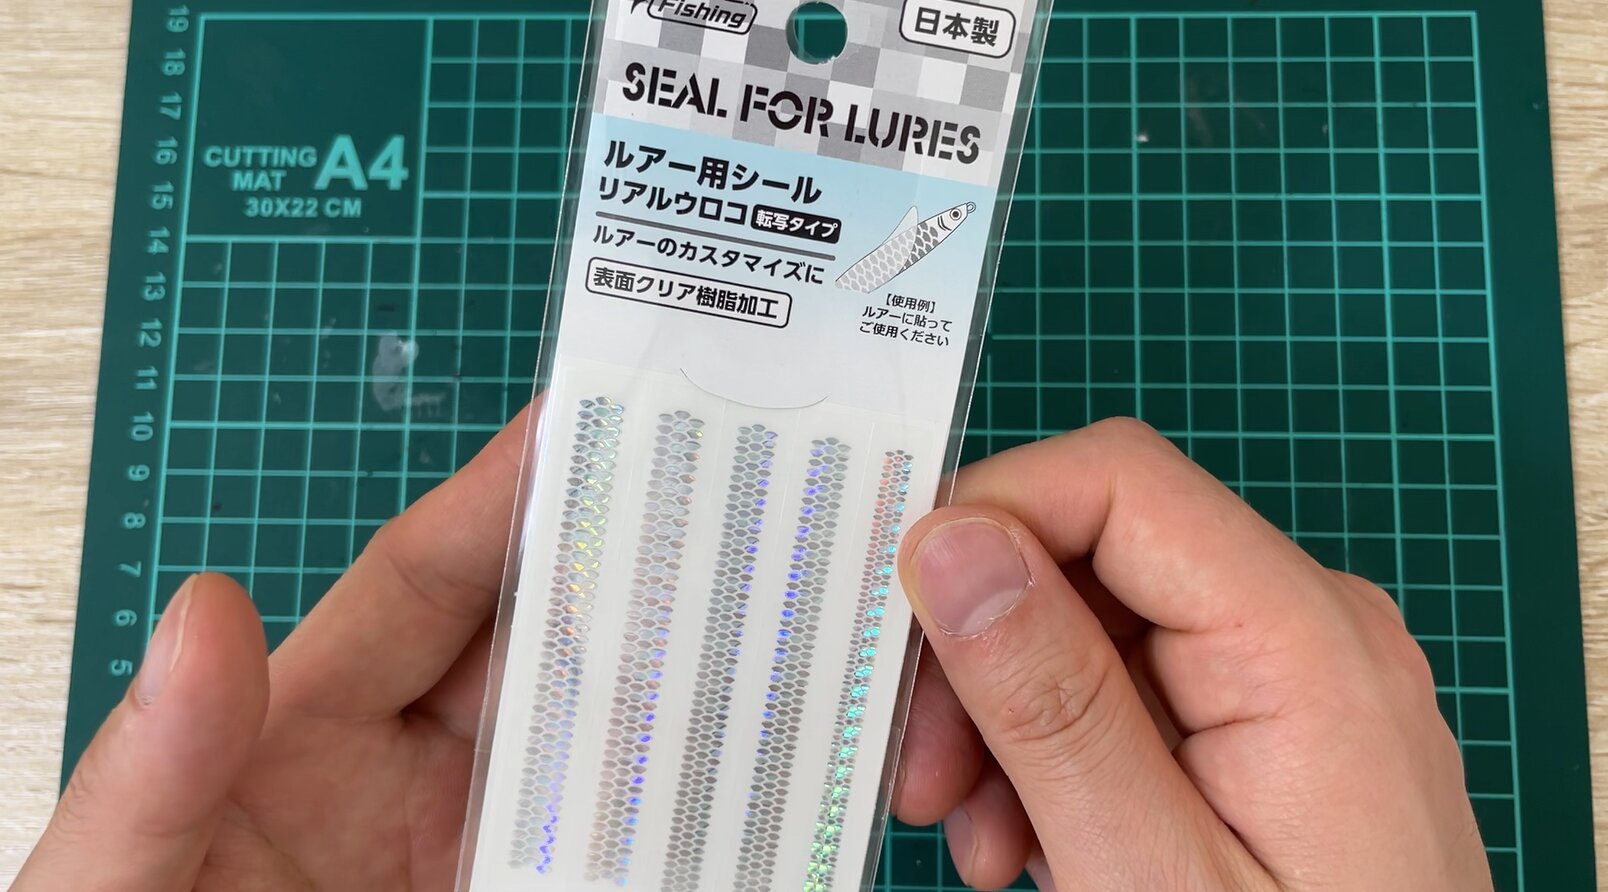 Fishing
日本製
SEAL FOR LURES
ルアー用シール
リアルウロコ 転写タイプ
ルアーのカスタマイズに
表面クリア樹脂加工
【使用例】
ルアーに貼って
ご使用ください
CUTTING
MAT
A4
30X22 CM
19
18
17
16
15
14
13
12
11
10
9
8
7
6
5